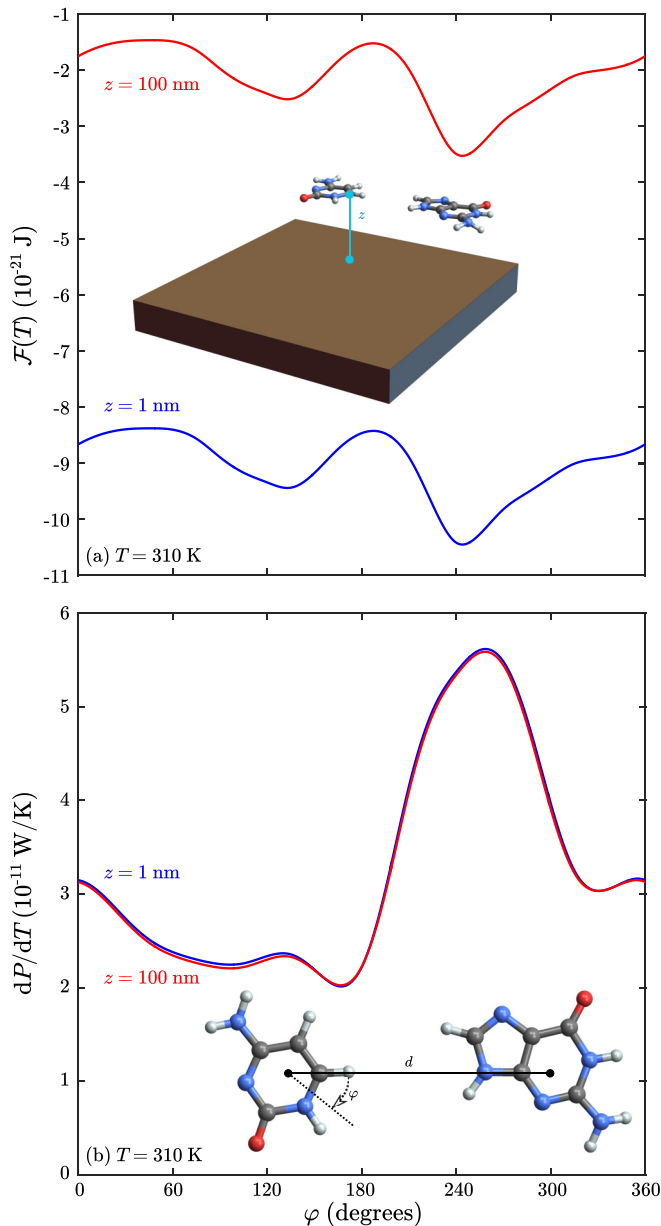 -1
-2
-3
-4
-5
-6
-7
-8
-9
-10
-11
ℱ(T) (10⁻²¹ J)
z = 100 nm
z
z = 1 nm
(a) T = 310 K
6
5
4
3
2
1
0
dP/dT (10⁻¹¹ W/K)
z = 1 nm
z = 100 nm
d
φ
(b) T = 310 K
0 60 120 180 240 300 360
φ (degrees)